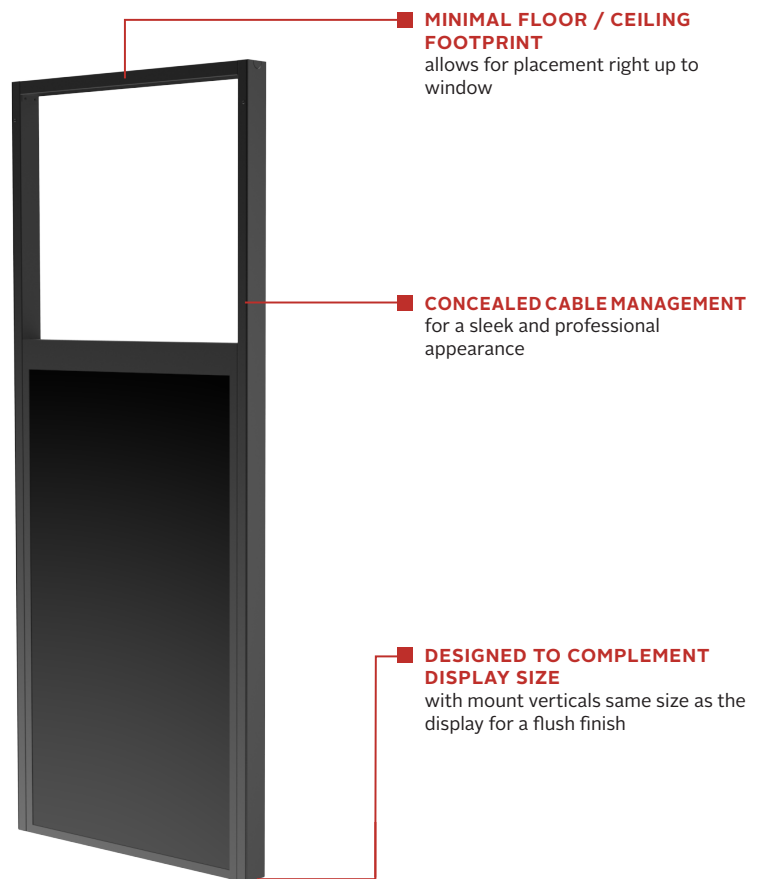 MINIMAL FLOOR / CEILING
FOOTPRINT
allows for placement right up to
window
CONCEALED CABLE MANAGEMENT
for a sleek and professional
appearance
DESIGNED TO COMPLEMENT
DISPLAY SIZE
with mount verticals same size as the
display for a flush finish